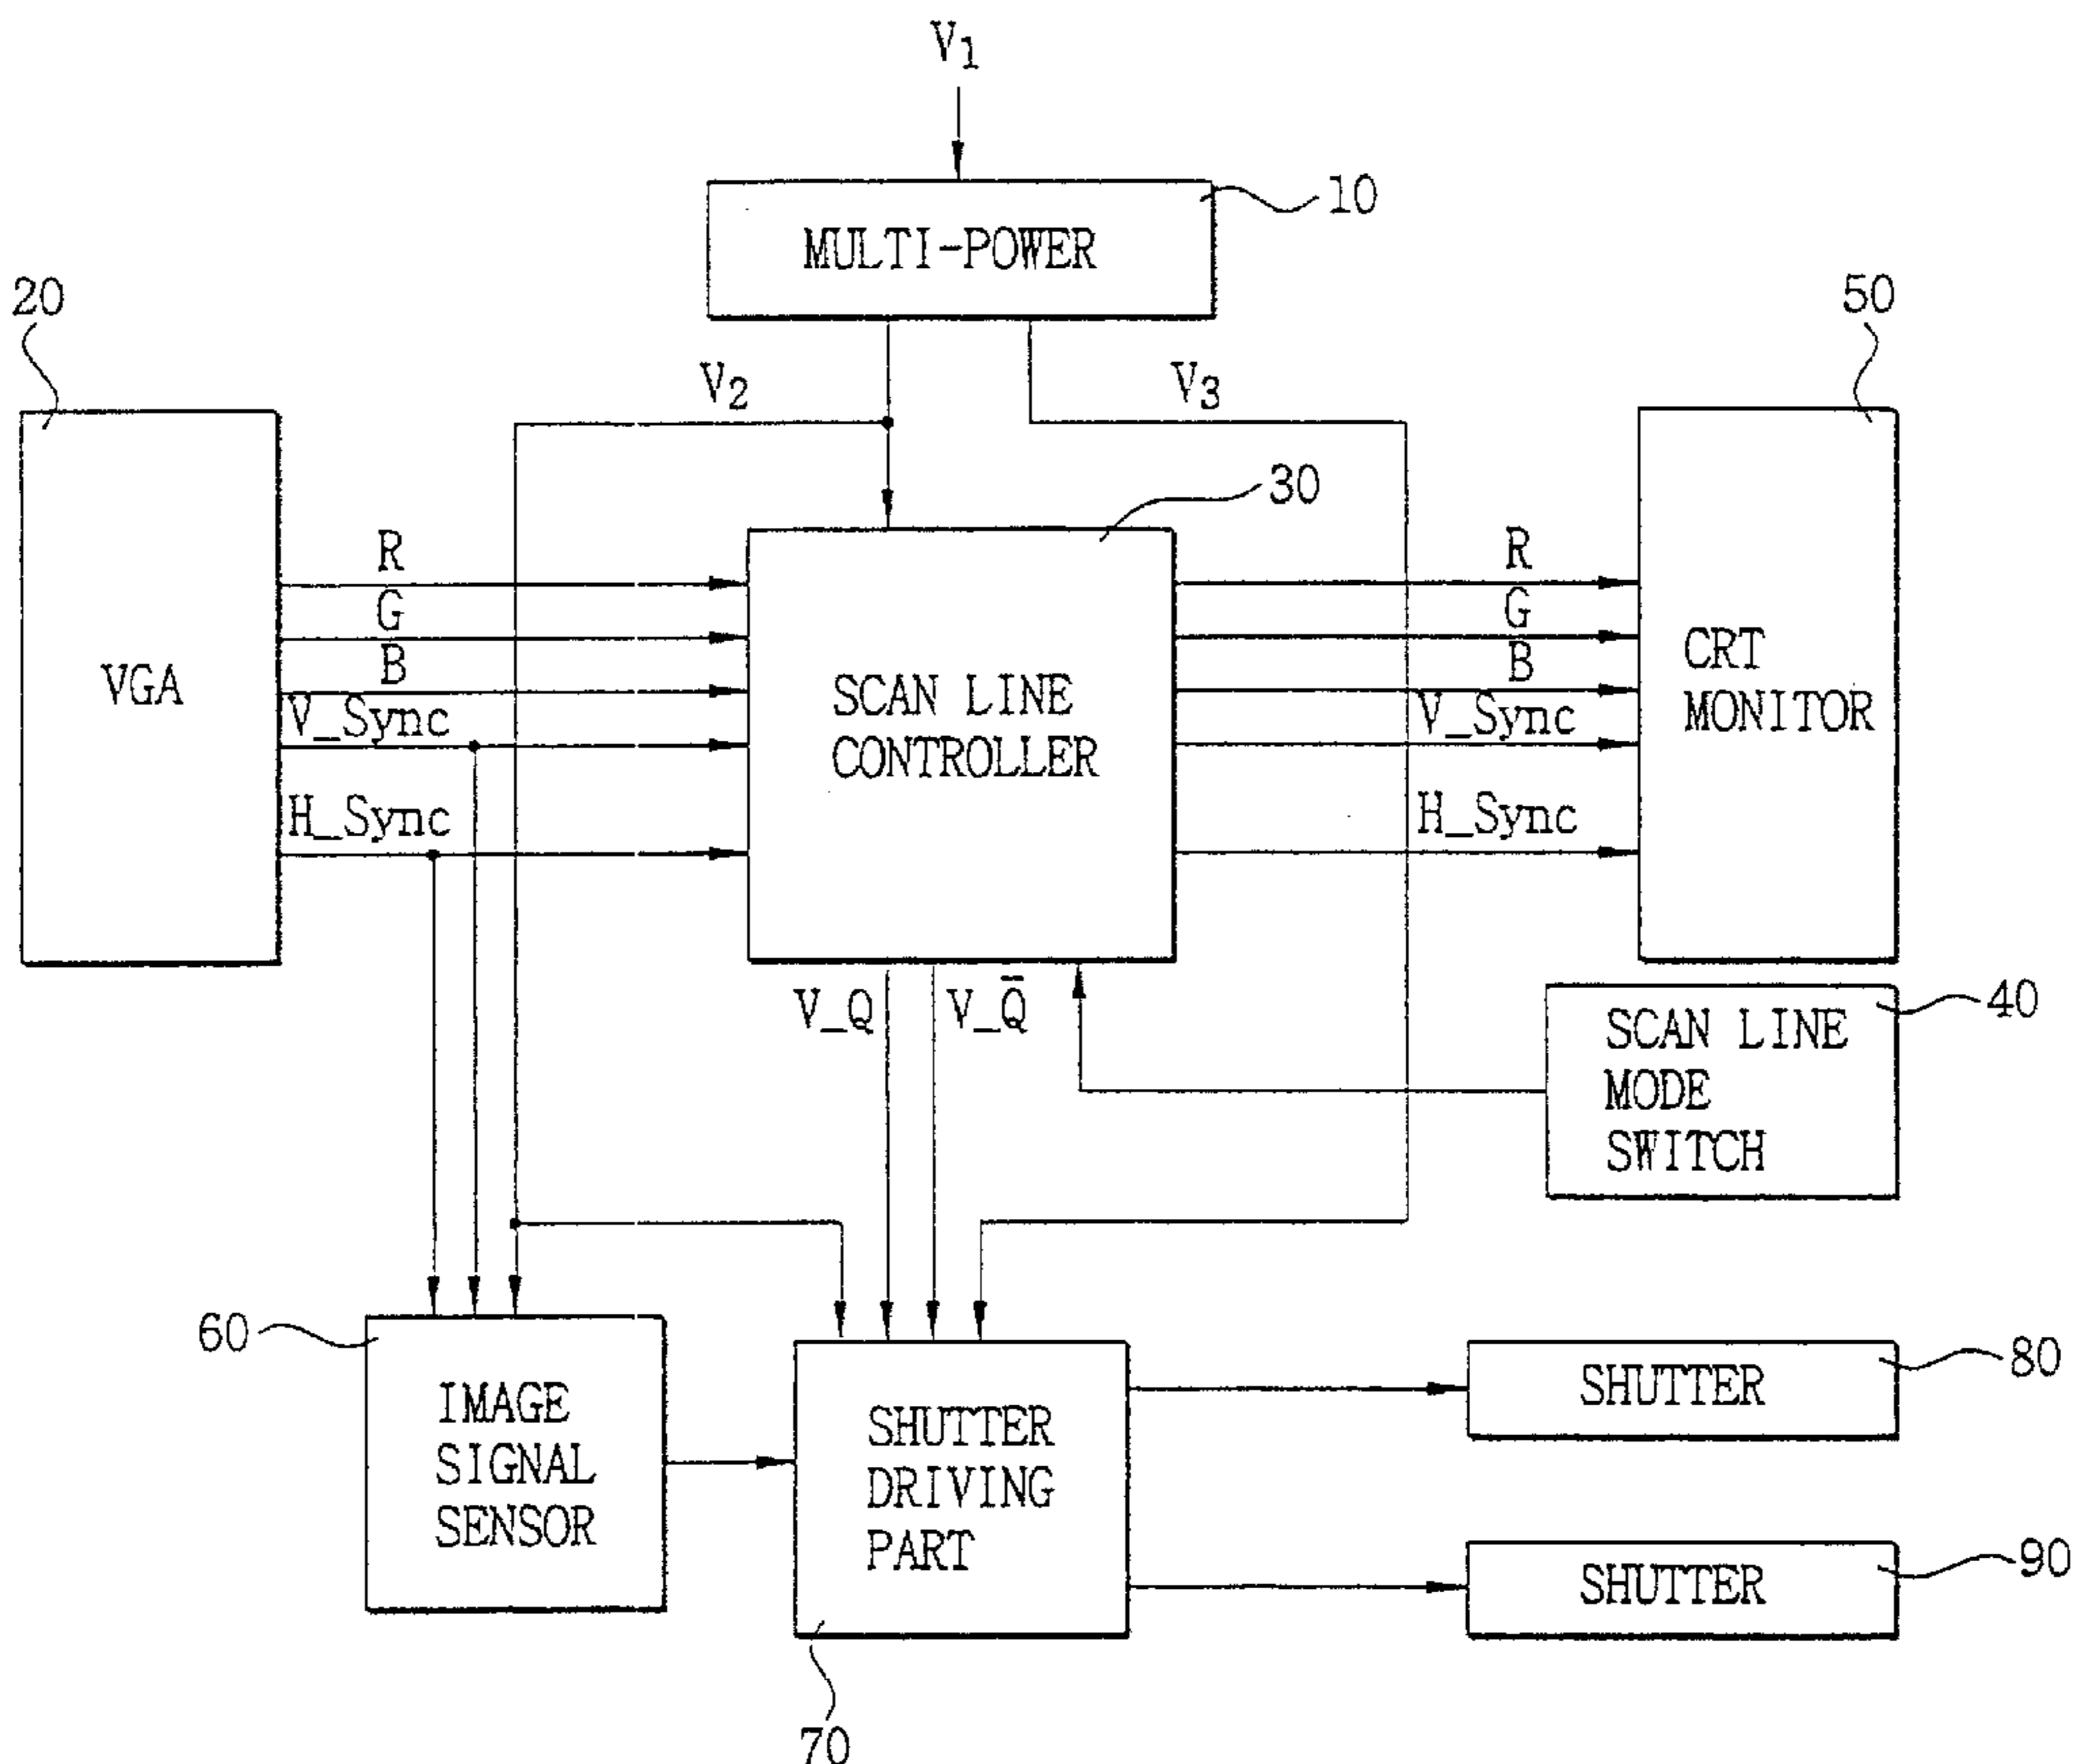 V1
10
MULTI-POWER
20
50
V2
V3
30
R
R
G
G
B
B
VGA
SCAN LINE
CONTROLLER
CRT
MONITOR
V_Sync
V_Sync
H_Sync
H_Sync
V_Q
V_Q̄
40
SCAN LINE
MODE
SWITCH
60
IMAGE
SIGNAL
SENSOR
SHUTTER
DRIVING
PART
SHUTTER
80
SHUTTER
90
70